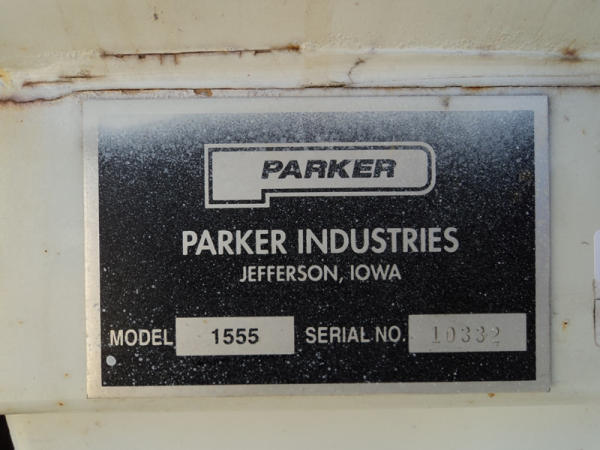 PARKER
PARKER INDUSTRIES
JEFFERSON, IOWA
MODEL 1555 SERIAL NO. 10332